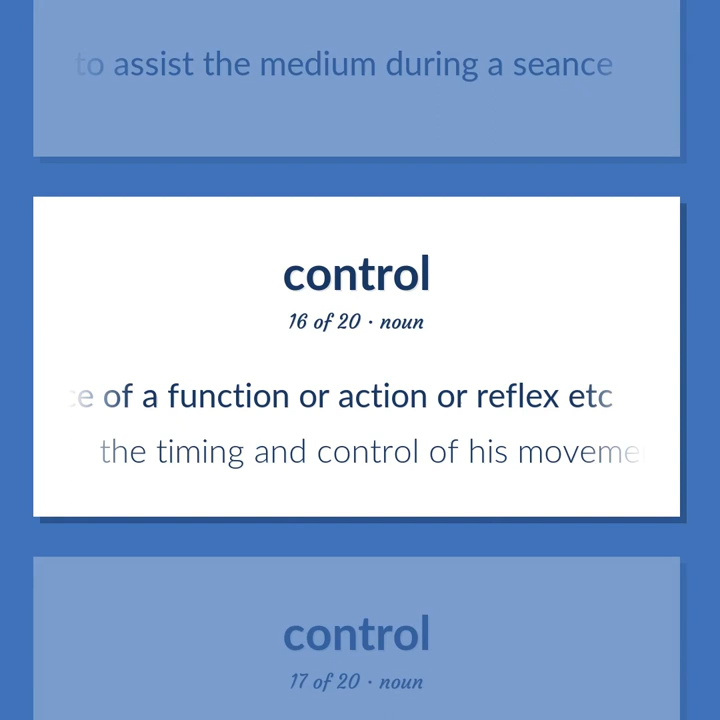 to assist the medium during a seance
control
16 of 20 · noun
of a function or action or reflex etc
the timing and control of his
control
17 of 20 · noun